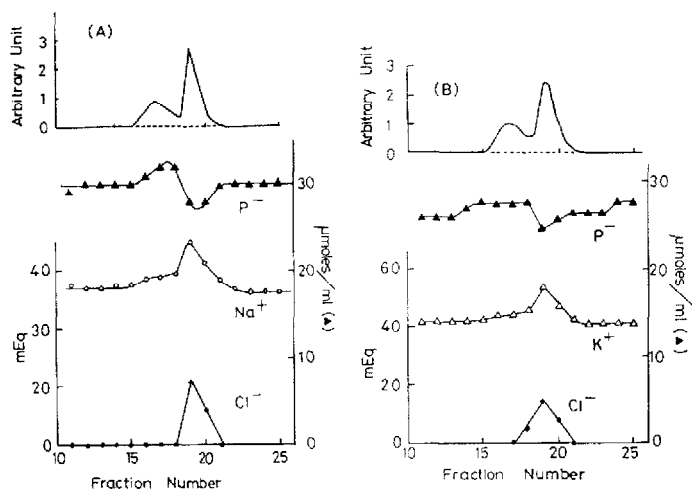 (A)
Arbitrary Unit
3
2
1
0
P⁻
30
20
10
0
μmoles/ml (▲)
Na⁺
40
30
20
0
mEq
Cl⁻
10 15 20 25
Fraction Number
(B)
Arbitrary Unit
3
2
1
0
P⁻
30
20
10
0
μmoles/ml (▲)
K⁺
60
40
20
0
mEq
Cl⁻
10 15 20 25
Fraction Number